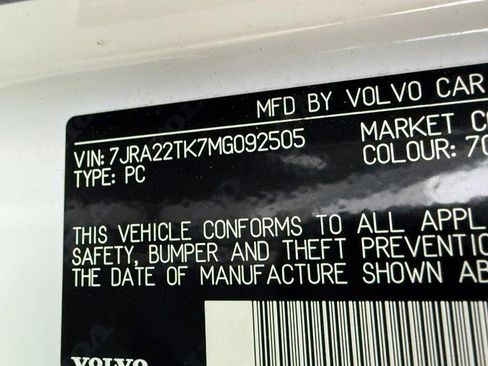 MFD BY VOLVO CAR
VIN: 7JRA22TK7MG092505
MARKET CO
TYPE: PC
COLOUR: 70
THIS VEHICLE CONFORMS TO ALL APPL
SAFETY, BUMPER AND THEFT PREVENTIO
THE DATE OF MANUFACTURE SHOWN AB
VOLVO